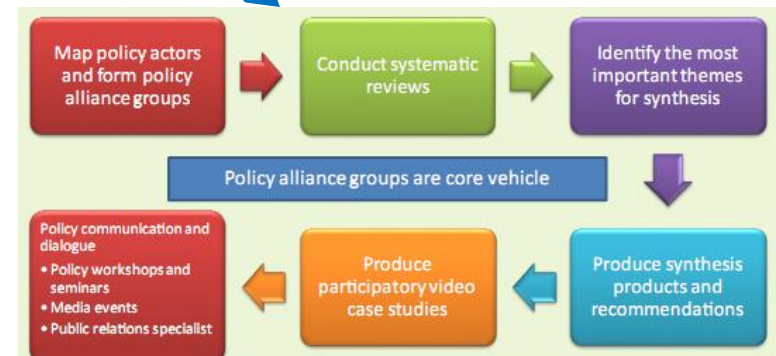 Map policy actors
and form policy
alliance groups
Conduct systematic
reviews
Identify the most
important themes
for synthesis
Policy alliance groups are core vehicle
Policy communication and
dialogue
• Policy workshops and
seminars
• Media events
• Public relations specialist
Produce
participatory video
case studies
Produce synthesis
products and
recommendations